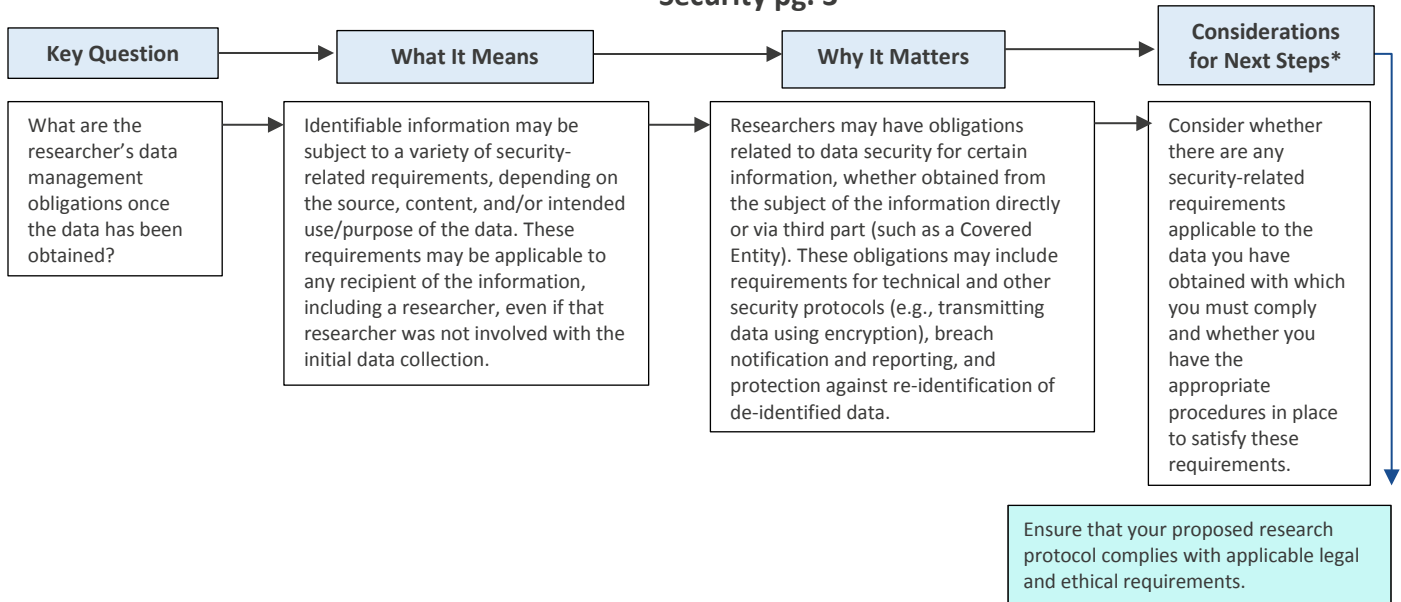 Security pg. 3
Key Question
What It Means
Why It Matters
Considerations
for Next Steps*
What are the
researcher’s data
management
obligations once
the data has been
obtained?
Identifiable information may be
subject to a variety of security-
related requirements, depending on
the source, content, and/or intended
use/purpose of the data. These
requirements may be applicable to
any recipient of the information,
including a researcher, even if that
researcher was not involved with the
initial data collection.
Researchers may have obligations
related to data security for certain
information, whether obtained from
the subject of the information directly
or via third part (such as a Covered
Entity). These obligations may include
requirements for technical and other
security protocols (e.g., transmitting
data using encryption), breach
notification and reporting, and
protection against re-identification of
de-identified data.
Consider whether
there are any
security-related
requirements
applicable to the
data you have
obtained with which
you must comply
and whether you
have the
appropriate
procedures in place
to satisfy these
requirements.
Ensure that your proposed research
protocol complies with applicable legal
and ethical requirements.